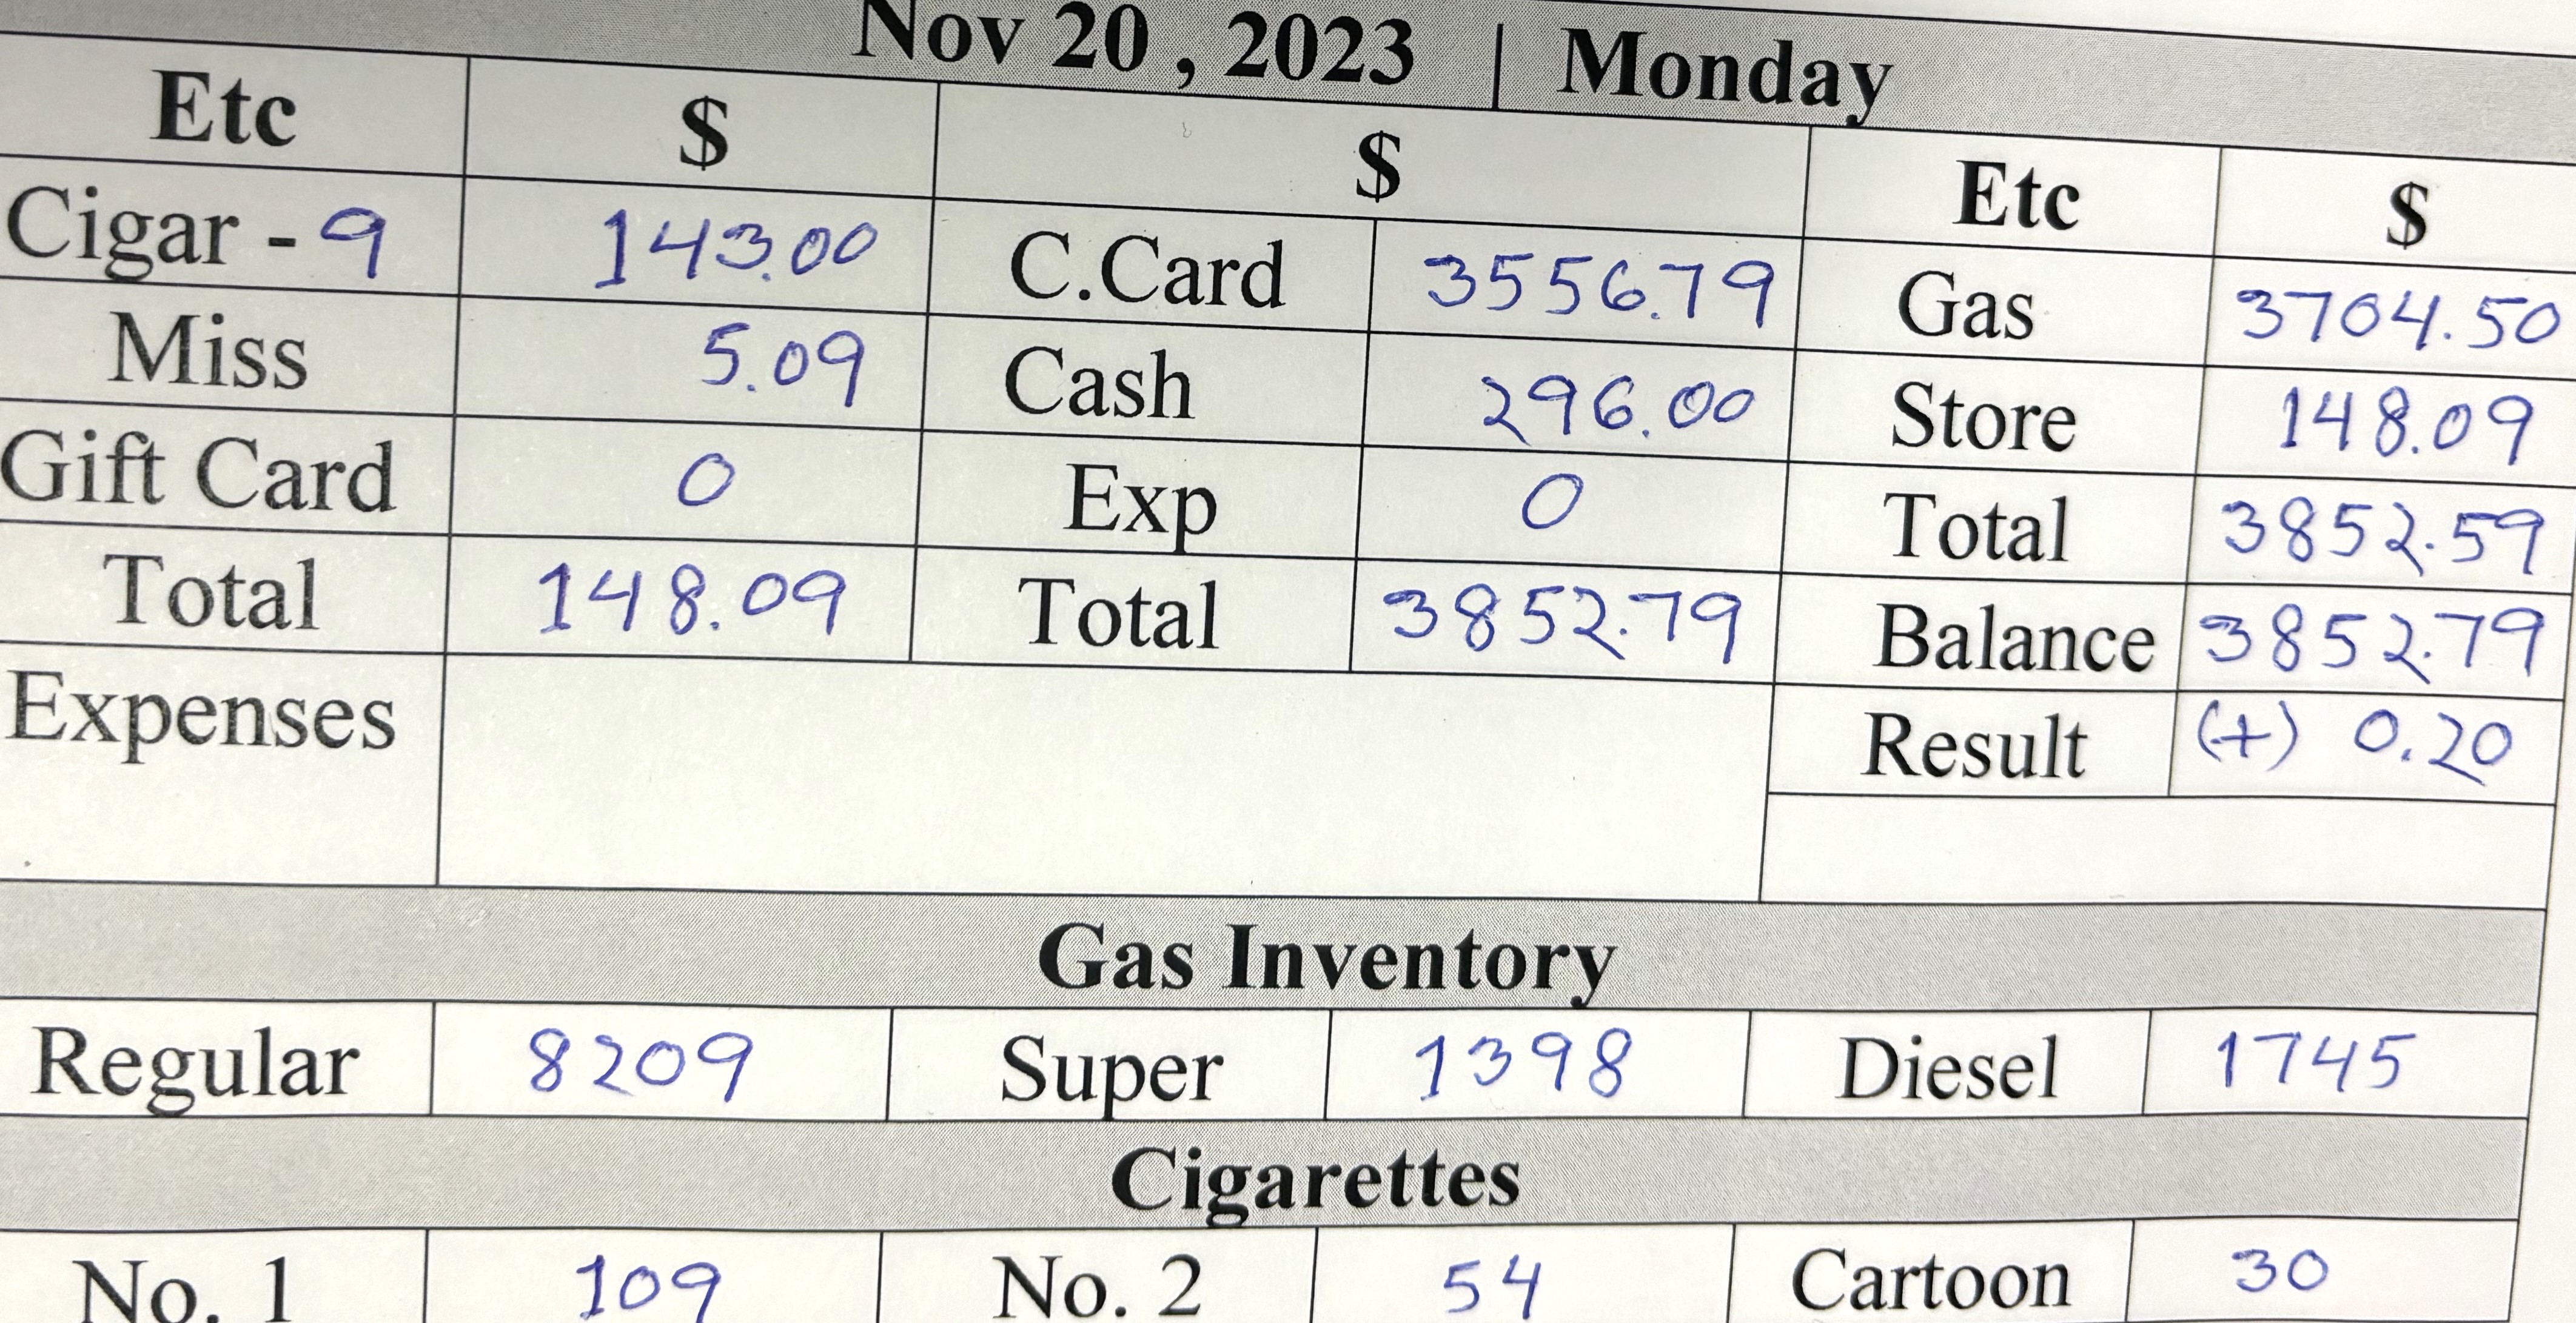 Nov 20 , 2023 | Monday
Etc $ $ Etc $
Cigar - 9 143.00 C.Card 3556.79 Gas 3704.50
Miss 5.09 Cash 296.00 Store 148.09
Gift Card 0 Exp 0 Total 3852.59
Total 148.09 Total 3852.79 Balance 3852.79
Expenses Result (+) 0.20
Gas Inventory
Regular 8209 Super 1398 Diesel 1745
Cigarettes
No. 1 109 No. 2 54 Cartoon 30